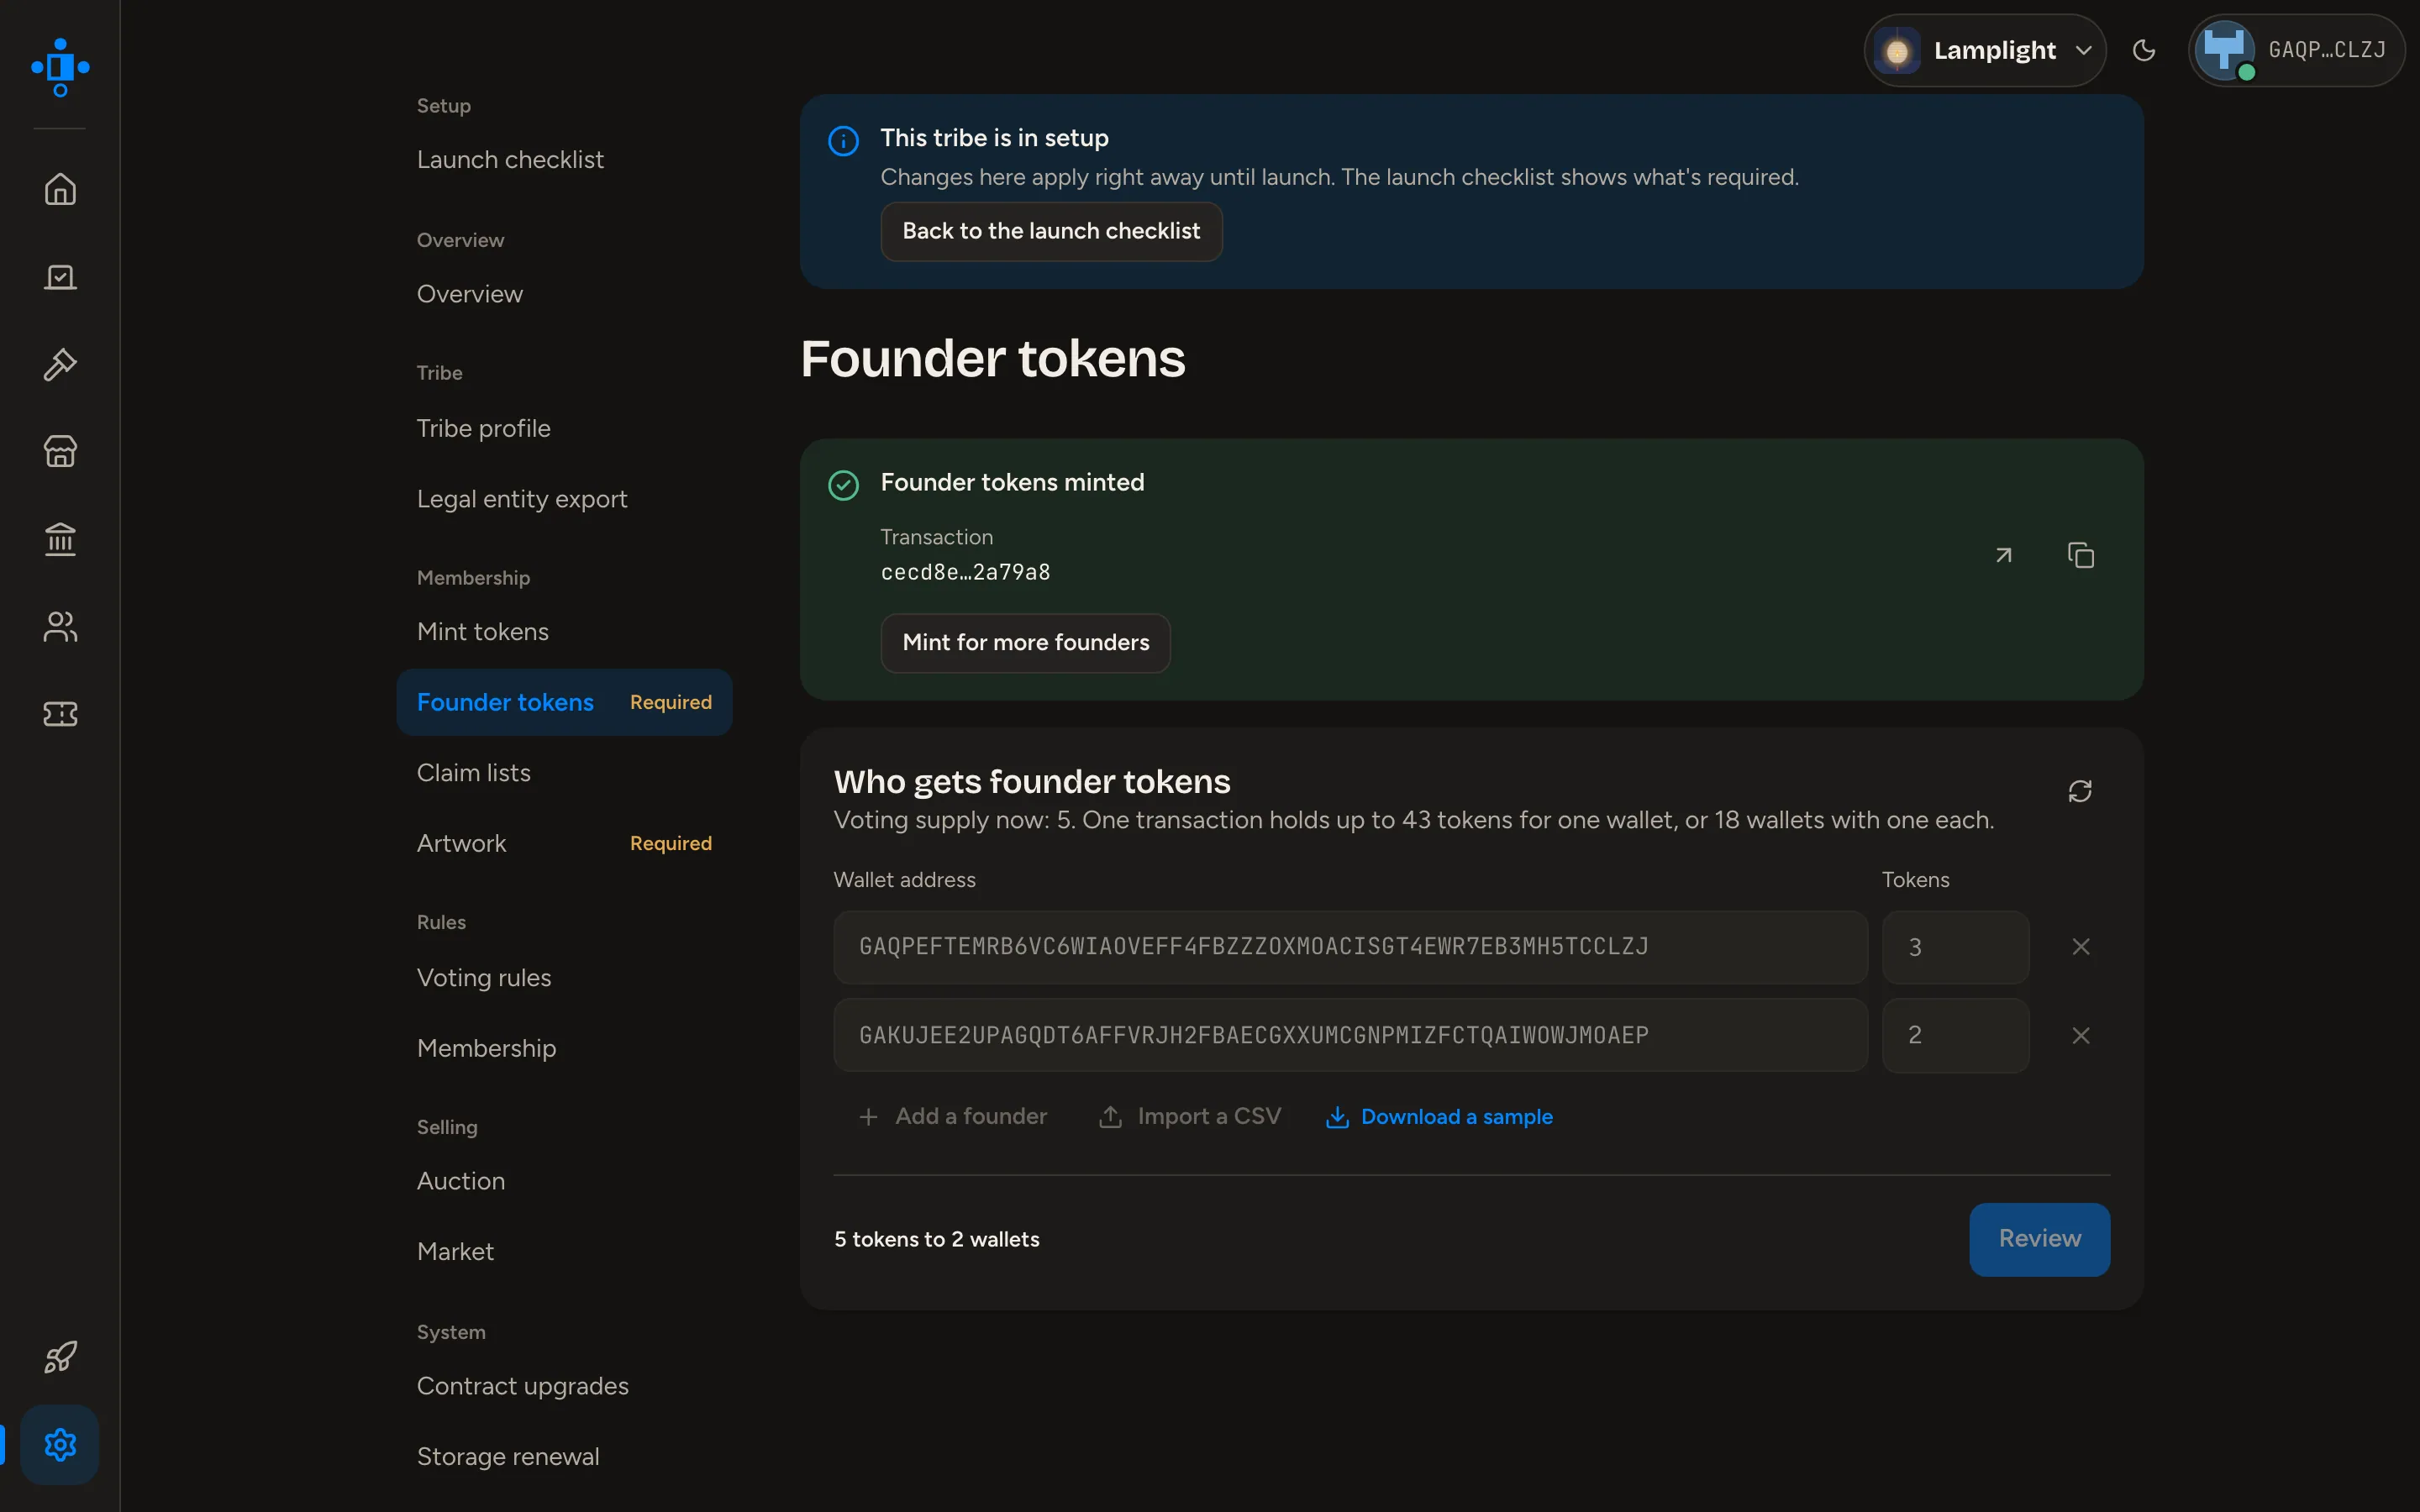 Lamplight
GAQP…CLZJ
Setup
Launch checklist
Overview
Overview
Tribe
Tribe profile
Legal entity export
Membership
Mint tokens
Founder tokens Required
Claim lists
Artwork Required
Rules
Voting rules
Membership
Selling
Auction
Market
System
Contract upgrades
Storage renewal
This tribe is in setup
Changes here apply right away until launch. The launch checklist shows what's required.
Back to the launch checklist
Founder tokens
Founder tokens minted
Transaction
cecd8e…2a79a8
Mint for more founders
Who gets founder tokens
Voting supply now: 5. One transaction holds up to 43 tokens for one wallet, or 18 wallets with one each.
Wallet address Tokens
GAQPEFTEMRB6VC6WIAOVEFF4FBZZZOXMOACISGT4EWR7EB3MH5TCCLZJ 3
GAKUJEE2UPAGQDT6AFFVRJH2FBAECGXXUMCGNPMIZFCTQAIWOWJMOAEP 2
Add a founder Import a CSV Download a sample
5 tokens to 2 wallets Review